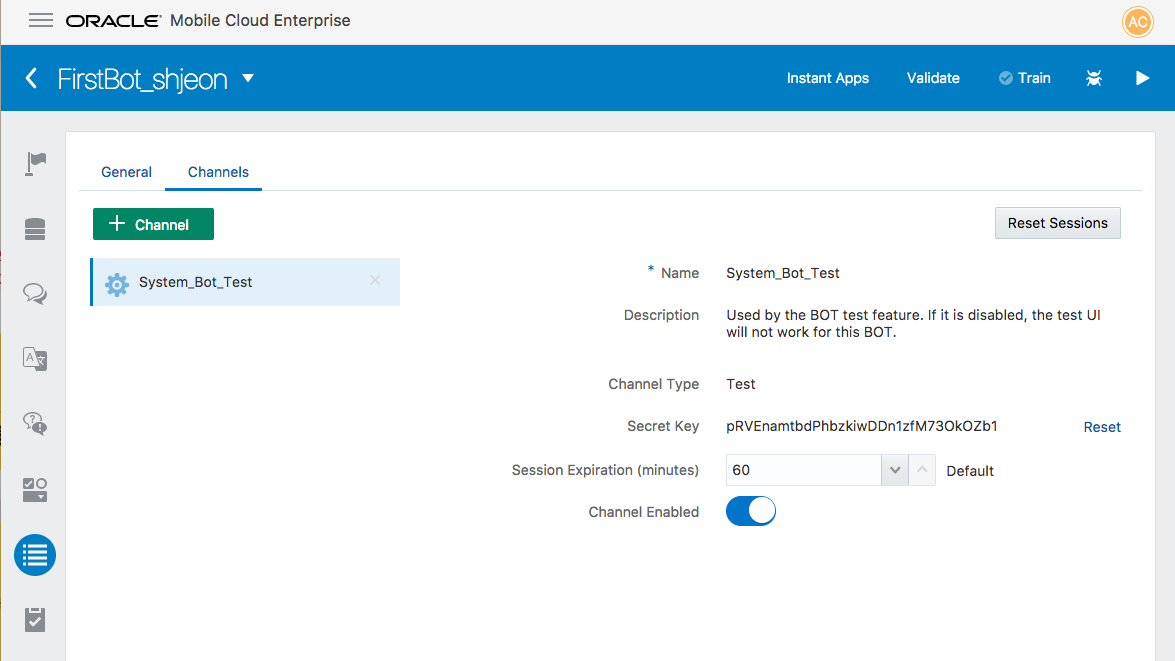 ORACLE Mobile Cloud Enterprise
AC
FirstBot_shjeon
Instant Apps
Validate
Train
General
Channels
Channel
Reset Sessions
System_Bot_Test
* Name
System_Bot_Test
Description
Used by the BOT test feature. If it is disabled, the test UI
will not work for this BOT.
Channel Type
Test
Secret Key
pRVEnamtbdPhbzkiwDDn1zfM73OkOZb1
Reset
Session Expiration (minutes)
60
Default
Channel Enabled